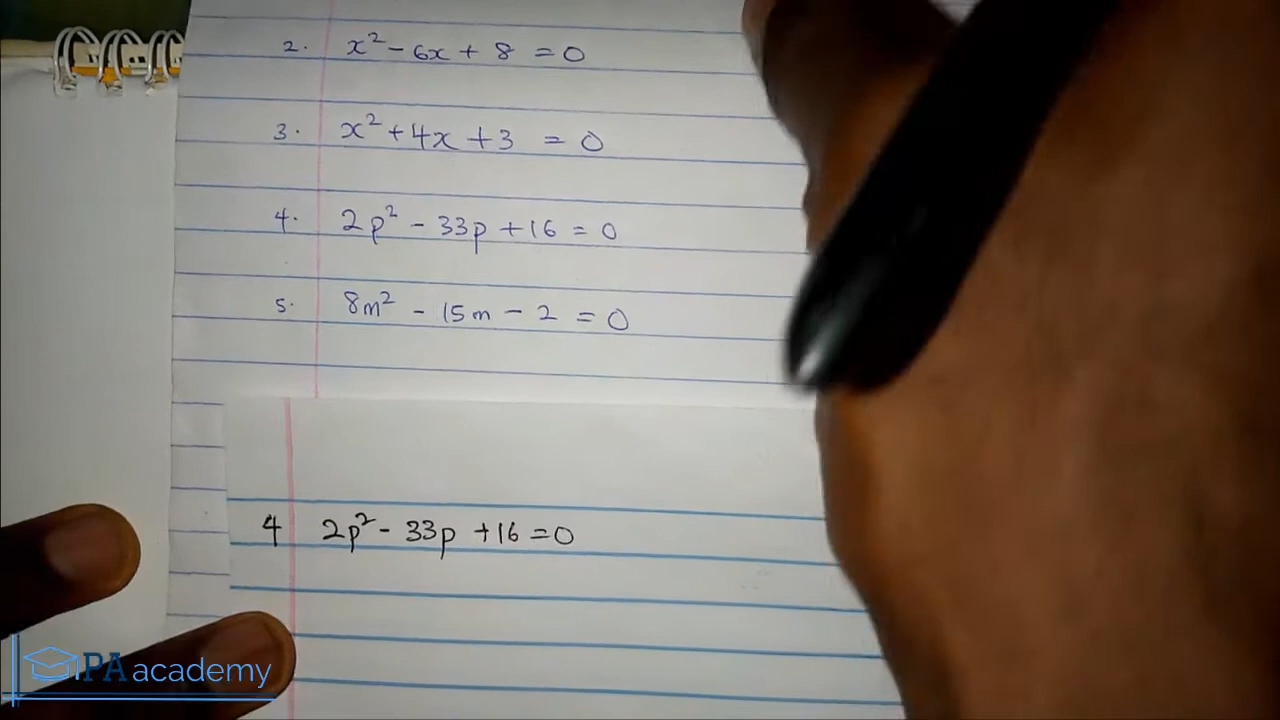 2. x² - 6x + 8 = 0
3. x² + 4x + 3 = 0
4. 2p² - 33p + 16 = 0
5. 8m² - 15m - 2 = 0
4 2p² - 33p + 16 = 0
PA academy